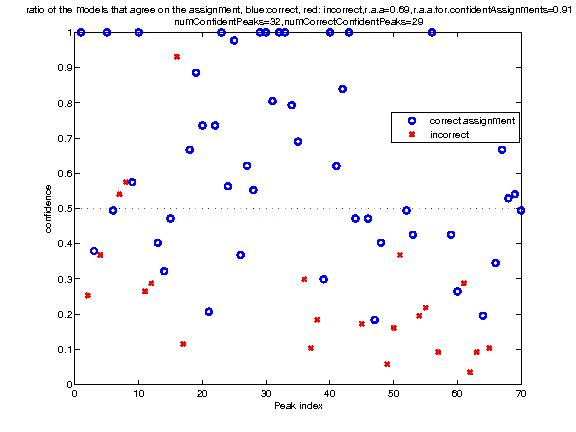 ratio of the models that agree on the assignment, blue:correct, red: incorrect,r.a.a=0.69,r.a.a.for.confidentAssignments=0.91
numConfidentPeaks=32,numCorrectConfidentPeaks=29
1
0.9
0.8
0.7
0.6
0.5
0.4
0.3
0.2
0.1
0
confidence
correct assignment
incorrect
0 10 20 30 40 50 60 70
Peak index